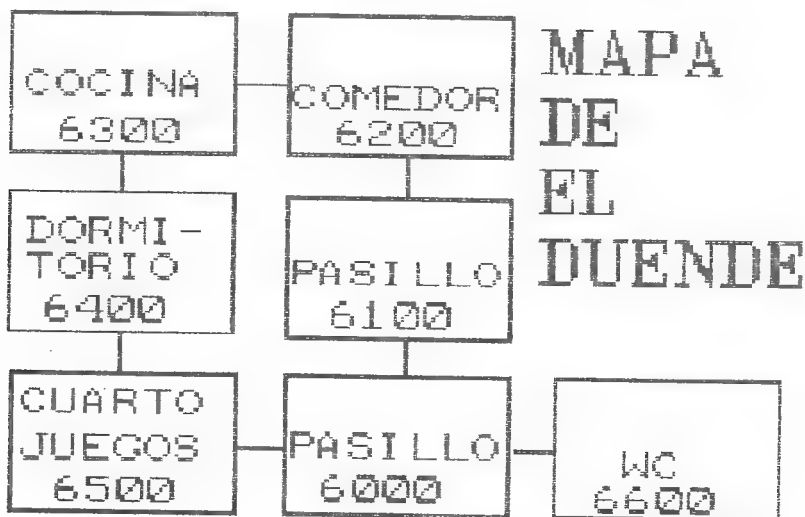 MAPA
DE
EL
DUENDE
COCINA
6300
COMEDOR
6200
DORMI-
TORIO
6400
PASILLO
6100
CUARTO
JUEGOS
6500
PASILLO
6000
WC
6600